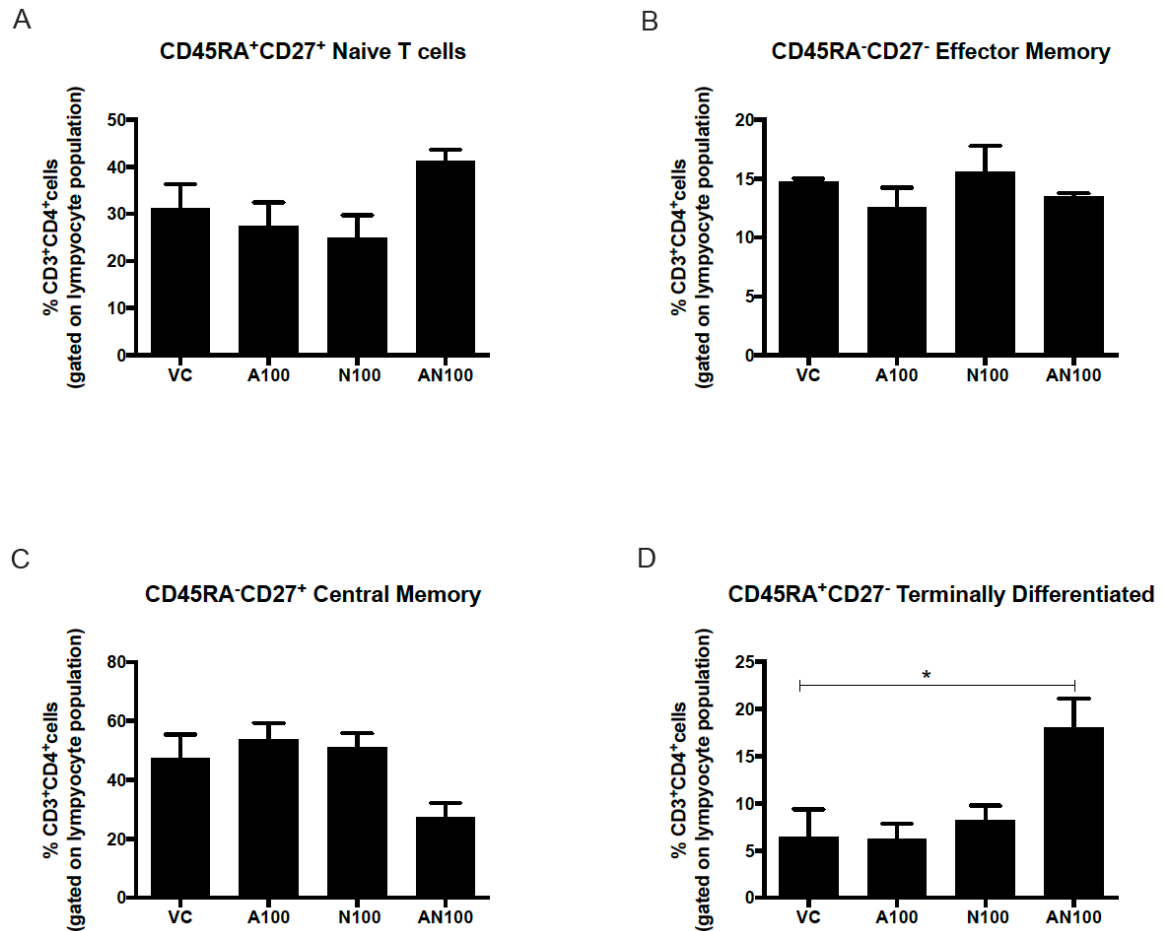 A
CD45RA⁺CD27⁺ Naive T cells
% CD3⁺CD4⁺cells
(gated on lympyocyte population)
50
40
30
20
10
0
VC A100 N100 AN100
B
CD45RA⁻CD27⁻ Effector Memory
% CD3⁺CD4⁺cells
(gated on lympyocyte population)
20
15
10
5
0
VC A100 N100 AN100
C
CD45RA⁻CD27⁺ Central Memory
% CD3⁺CD4⁺cells
(gated on lympyocyte population)
80
60
40
20
0
VC A100 N100 AN100
D
CD45RA⁺CD27⁻ Terminally Differentiated
% CD3⁺CD4⁺cells
(gated on lympyocyte population)
25
20
15
10
5
0
*
VC A100 N100 AN100